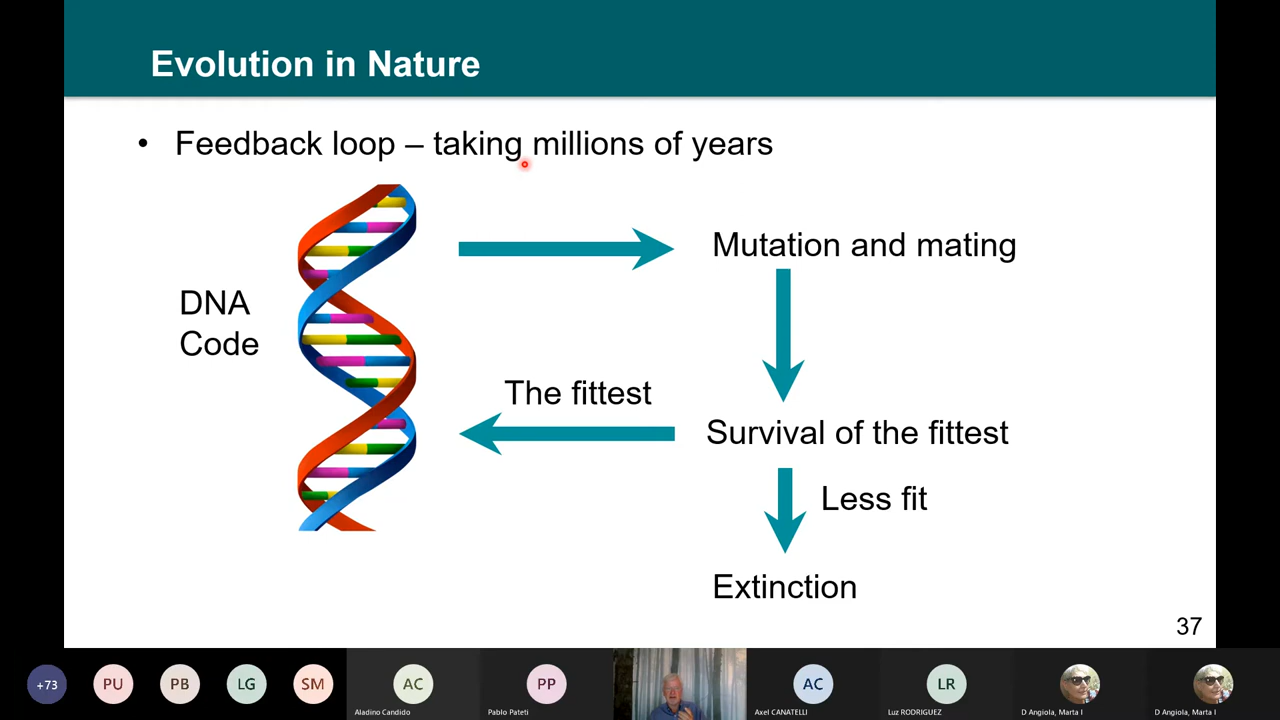 Evolution in Nature
• Feedback loop – taking millions of years
Mutation and mating
DNA
Code
The fittest
Survival of the fittest
Less fit
Extinction
37
+73
PU
PB
LG
SM
AC
PP
AC
LR
Aladino Candido
Pablo Pateti
Axel CANATELLI
Luz RODRIGUEZ
D Angiola, Marta I
D Angiola, Marta I